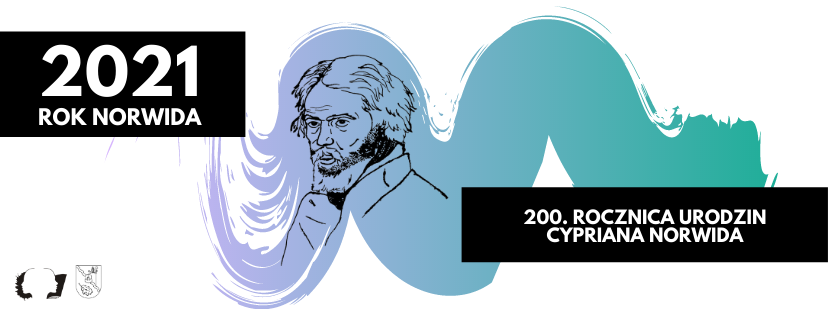 2021
ROK NORWIDA
200. ROCZNICA URODZIN
CYPRIANA NORWIDA